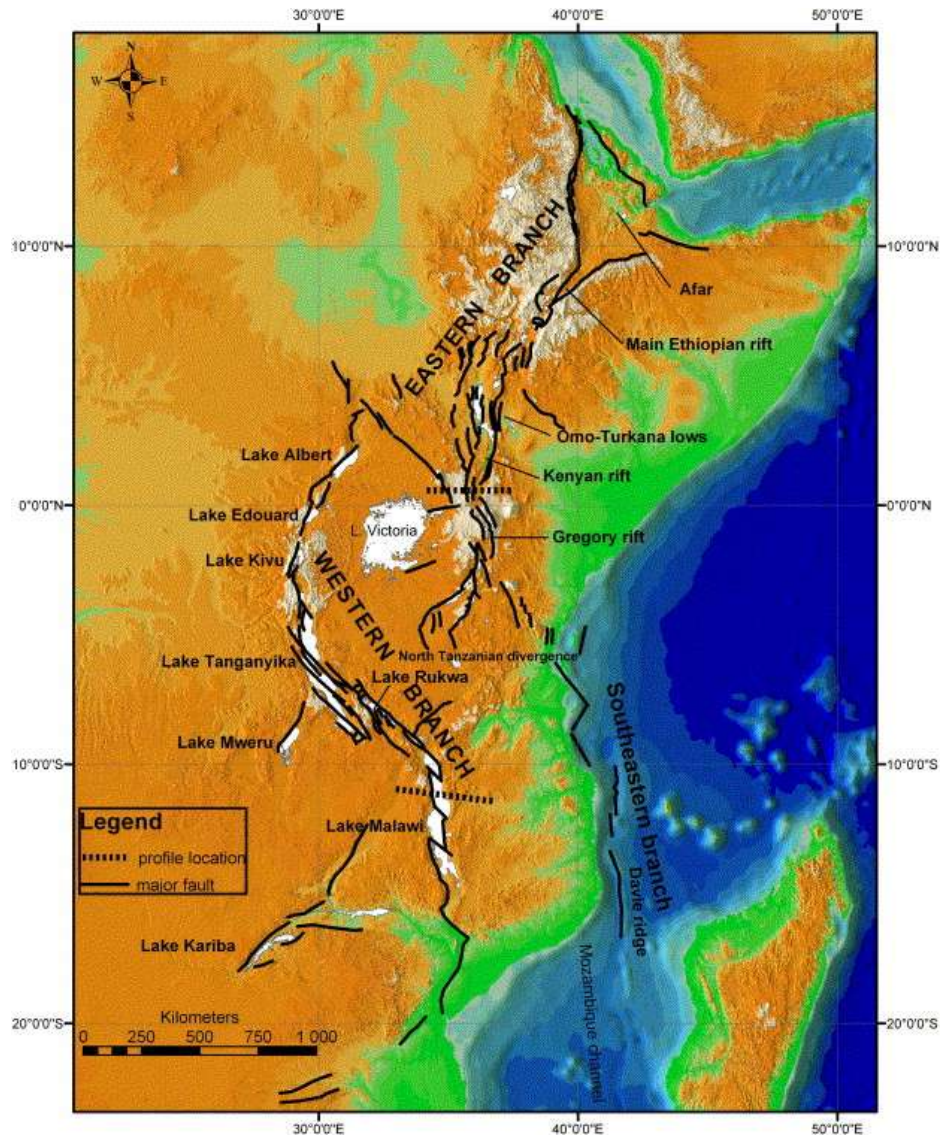 30°0'0"E
40°0'0"E
50°0'0"E
N
W
E
S
10°0'0"N
10°0'0"N
EASTERN BRANCH
Afar
Main Ethiopian rift
Omo-Turkana lows
Lake Albert
Kenyan rift
0°0'0"N
0°0'0"N
Lake Edouard
L. Victoria
Gregory rift
Lake Kivu
WESTERN BRANCH
North Tanzanian divergence
Lake Tanganyika
Lake Rukwa
Southeastern branch
Lake Mweru
10°0'0"S
10°0'0"S
Legend
profile location
major fault
Lake Malawi
Davie ridge
Lake Kariba
Mozambique channel
Kilometers
0 250 500 750 1 000
20°0'0"S
20°0'0"S
30°0'0"E
40°0'0"E
50°0'0"E